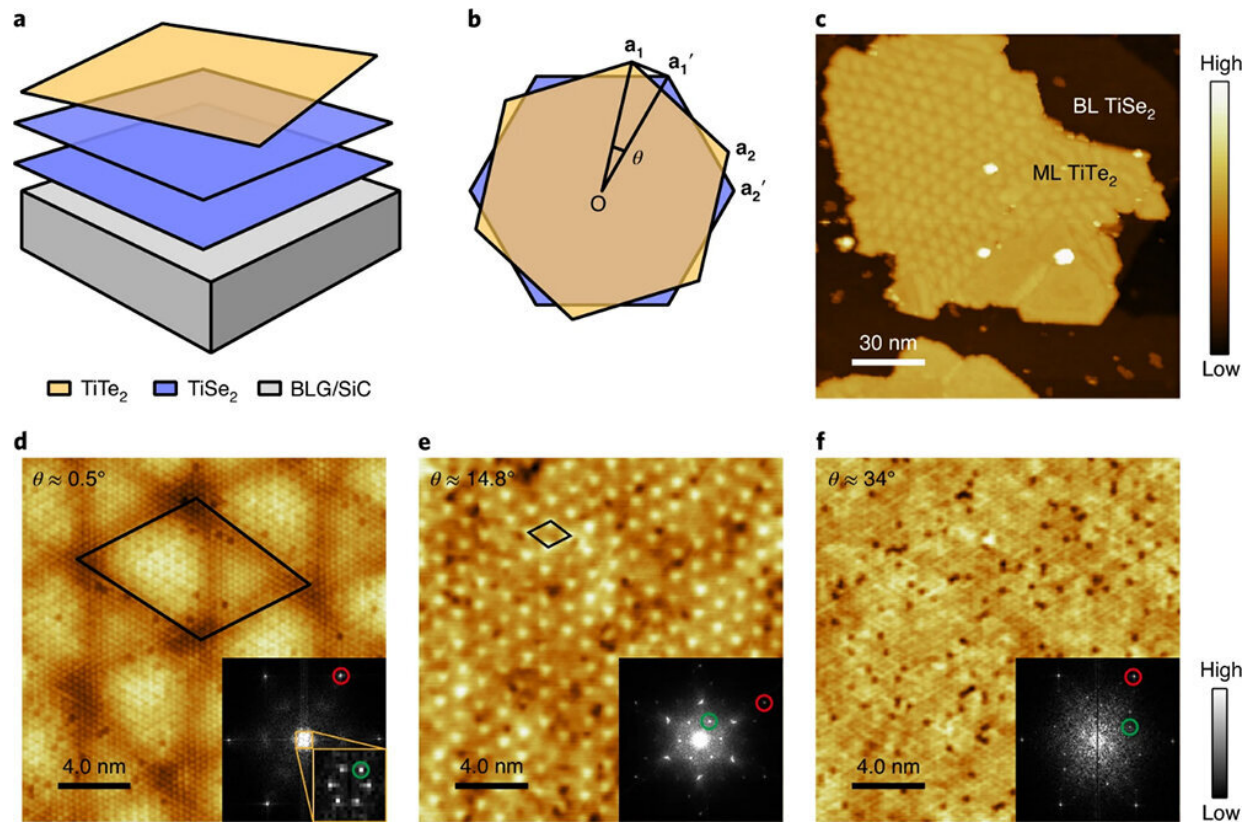 a
b
c
a₁
a₁′
a₂
a₂′
θ
O
TiTe₂
TiSe₂
BLG/SiC
BL TiSe₂
ML TiTe₂
30 nm
High
Low
d
e
f
θ ≈ 0.5°
θ ≈ 14.8°
θ ≈ 34°
4.0 nm
4.0 nm
4.0 nm
High
Low